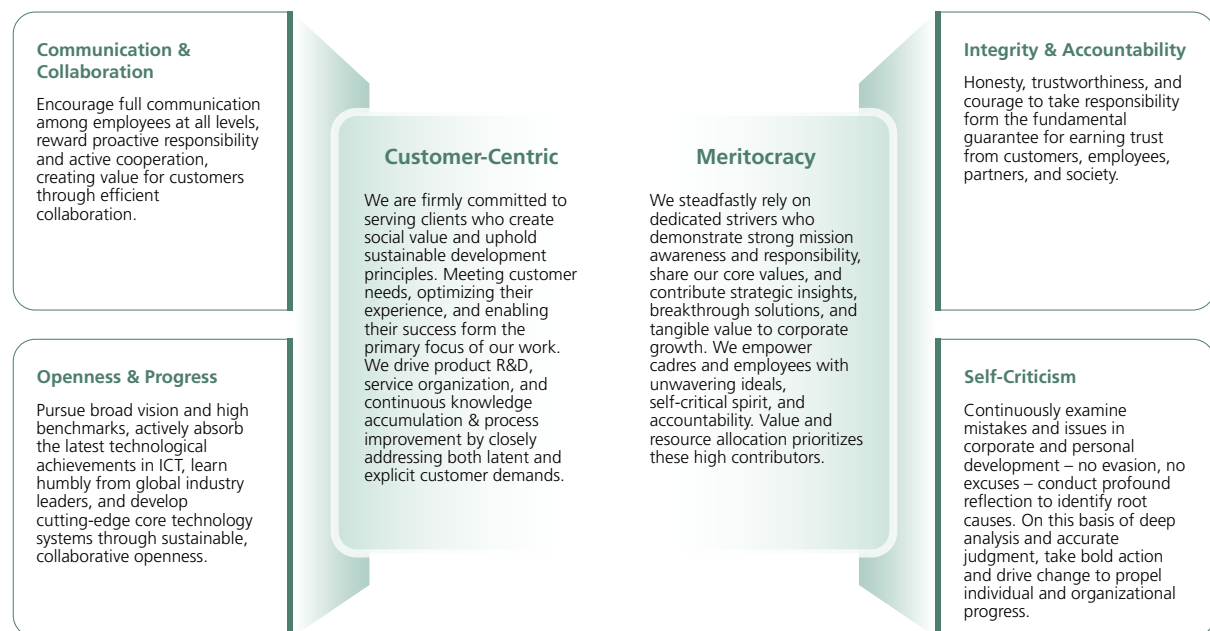 Communication &
Collaboration
Encourage full communication
among employees at all levels,
reward proactive responsibility
and active cooperation,
creating value for customers
through efficient
collaboration.
Openness & Progress
Pursue broad vision and high
benchmarks, actively absorb
the latest technological
achievements in ICT, learn
humbly from global industry
leaders, and develop
cutting-edge core technology
systems through sustainable,
collaborative openness.
Customer-Centric
We are firmly committed to
serving clients who create
social value and uphold
sustainable development
principles. Meeting customer
needs, optimizing their
experience, and enabling
their success form the
primary focus of our work.
We drive product R&D,
service organization, and
continuous knowledge
accumulation & process
improvement by closely
addressing both latent and
explicit customer demands.
Meritocracy
We steadfastly rely on
dedicated strivers who
demonstrate strong mission
awareness and responsibility,
share our core values, and
contribute strategic insights,
breakthrough solutions, and
tangible value to corporate
growth. We empower
cadres and employees with
unwavering ideals,
self-critical spirit, and
accountability. Value and
resource allocation prioritizes
these high contributors.
Integrity & Accountability
Honesty, trustworthiness, and
courage to take responsibility
form the fundamental
guarantee for earning trust
from customers, employees,
partners, and society.
Self-Criticism
Continuously examine
mistakes and issues in
corporate and personal
development – no evasion, no
excuses – conduct profound
reflection to identify root
causes. On this basis of deep
analysis and accurate
judgment, take bold action
and drive change to propel
individual and organizational
progress.